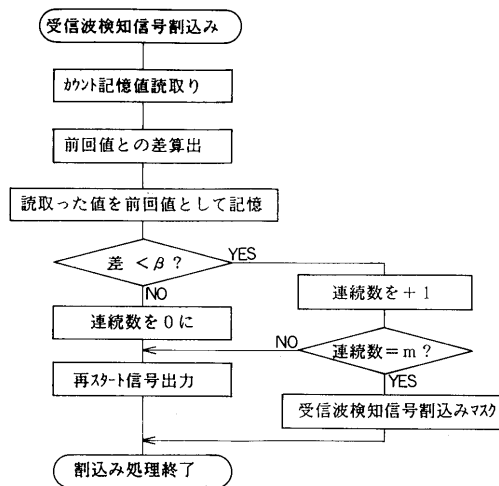 受信波検知信号割込み
カウント記憶値読取り
前回値との差算出
読取った値を前回値として記憶
差 < β ?
YES
NO
連続数を+1
連続数を0に
NO
連続数=m?
YES
再スタート信号出力
受信波検知信号割込みマスク
割込み処理終了